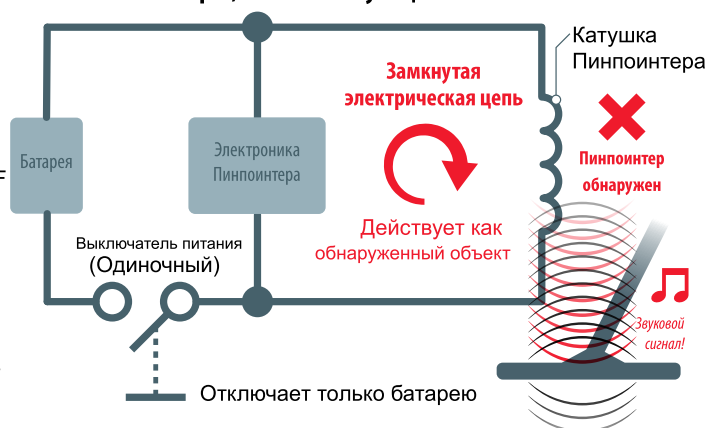 Катушка
Пинпоинтера
Замкнутая
электрическая цепь
Пинпоинтер
обнаружен
Батарея
Электроника
Пинпоинтера
Действует как
обнаруженный объект
Выключатель питания
(Одиночный)
Звуковой
сигнал!
Отключает только батарею